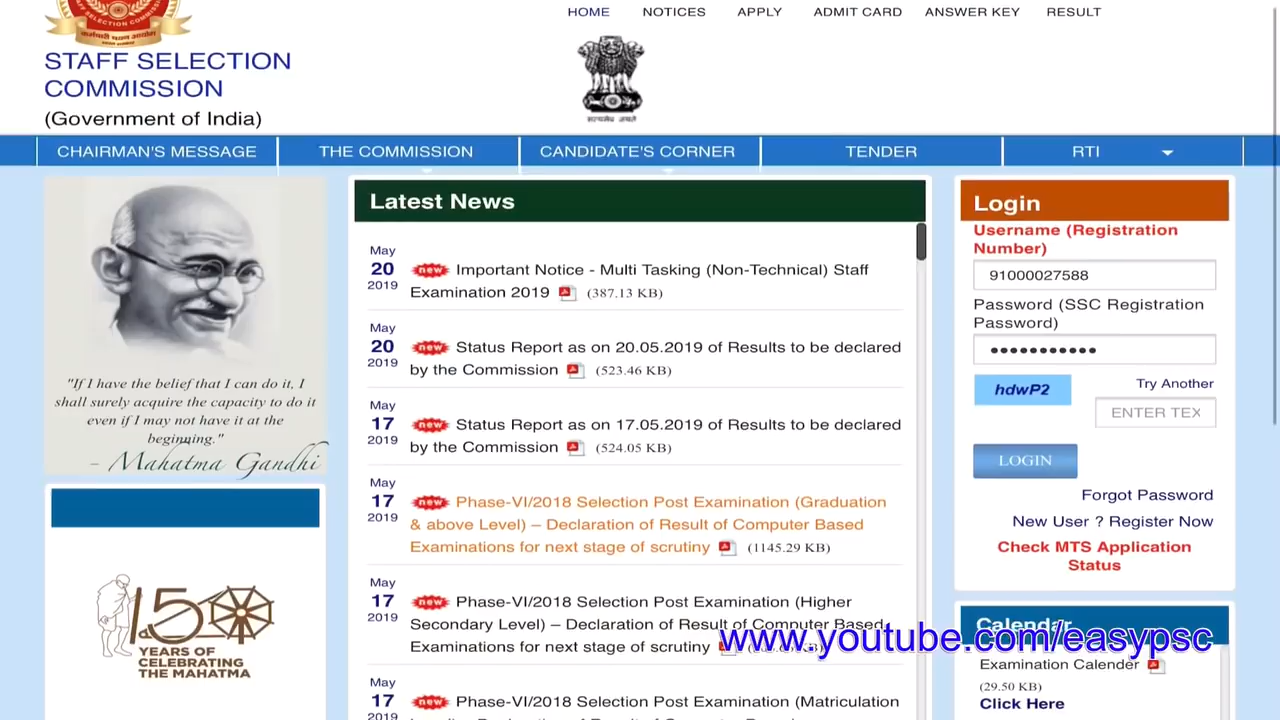 STAFF SELECTION COMMISSION
HOME NOTICES APPLY ADMIT CARD ANSWER KEY RESULT
STAFF SELECTION
COMMISSION
(Government of India)
सत्यमेव जयते
CHAIRMAN'S MESSAGE THE COMMISSION CANDIDATE'S CORNER TENDER RTI
"If I have the belief that I can do it, I
shall surely acquire the capacity to do it
even if I may not have it at the
beginning."
- Mahatma Gandhi
150
YEARS OF
CELEBRATING
THE MAHATMA
Latest News
May
20
2019
new Important Notice - Multi Tasking (Non-Technical) Staff
Examination 2019 (387.13 KB)
May
20
2019
new Status Report as on 20.05.2019 of Results to be declared
by the Commission (523.46 KB)
May
17
2019
new Status Report as on 17.05.2019 of Results to be declared
by the Commission (524.05 KB)
May
17
2019
new Phase-VI/2018 Selection Post Examination (Graduation
& above Level) – Declaration of Result of Computer Based
Examinations for next stage of scrutiny (1145.29 KB)
May
17
2019
new Phase-VI/2018 Selection Post Examination (Higher
Secondary Level) – Declaration of Result of Computer Based
Examinations for next stage of scrutiny
May
17
new Phase-VI/2018 Selection Post Examination (Matriculation
Login
Username (Registration
Number)
91000027588
Password (SSC Registration
Password)
•••••••••••
hdwP2
Try Another
ENTER TEX
LOGIN
Forgot Password
New User ? Register Now
Check MTS Application
Status
Calendar
www.youtube.com/easypsc
Examination Calender
(29.50 KB)
Click Here